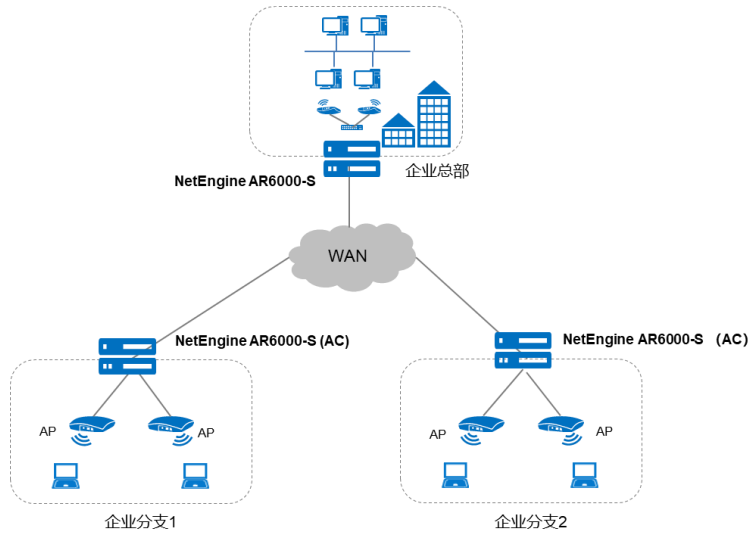 NetEngine AR6000-S
企业总部
WAN
NetEngine AR6000-S (AC)
NetEngine AR6000-S （AC）
AP
AP
AP
AP
企业分支1
企业分支2